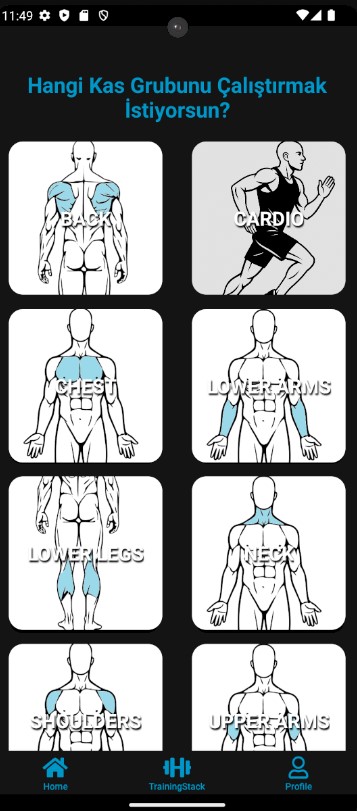 11:49
Hangi Kas Grubunu Çalıştırmak
İstiyorsun?
BACK
CARDIO
CHEST
LOWER ARMS
LOWER LEGS
NECK
SHOULDERS
UPPER ARMS
Home
TrainingStack
Profile